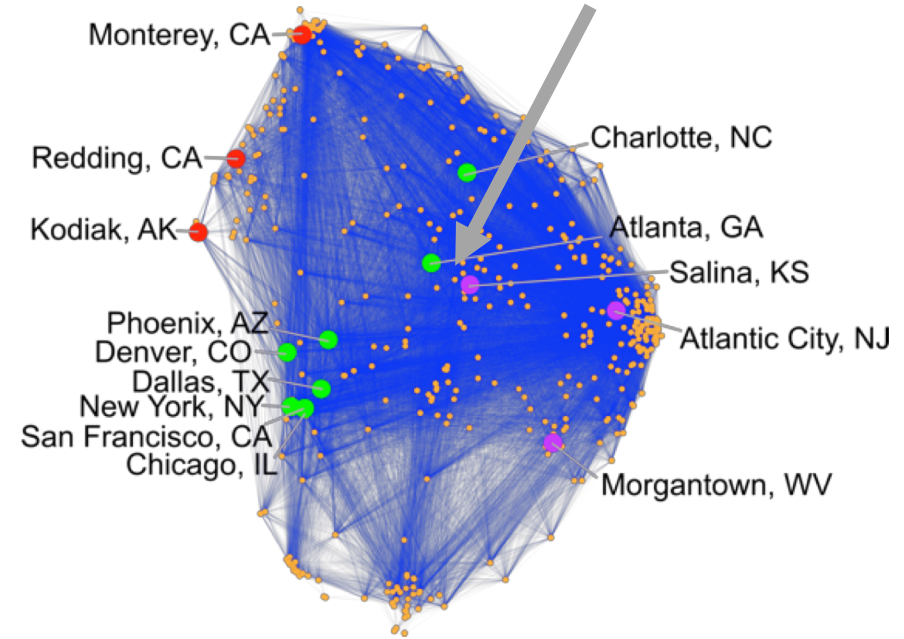 Monterey, CA
Charlotte, NC
Redding, CA
Kodiak, AK
Atlanta, GA
Salina, KS
Phoenix, AZ
Atlantic City, NJ
Denver, CO
Dallas, TX
New York, NY
San Francisco, CA
Chicago, IL
Morgantown, WV